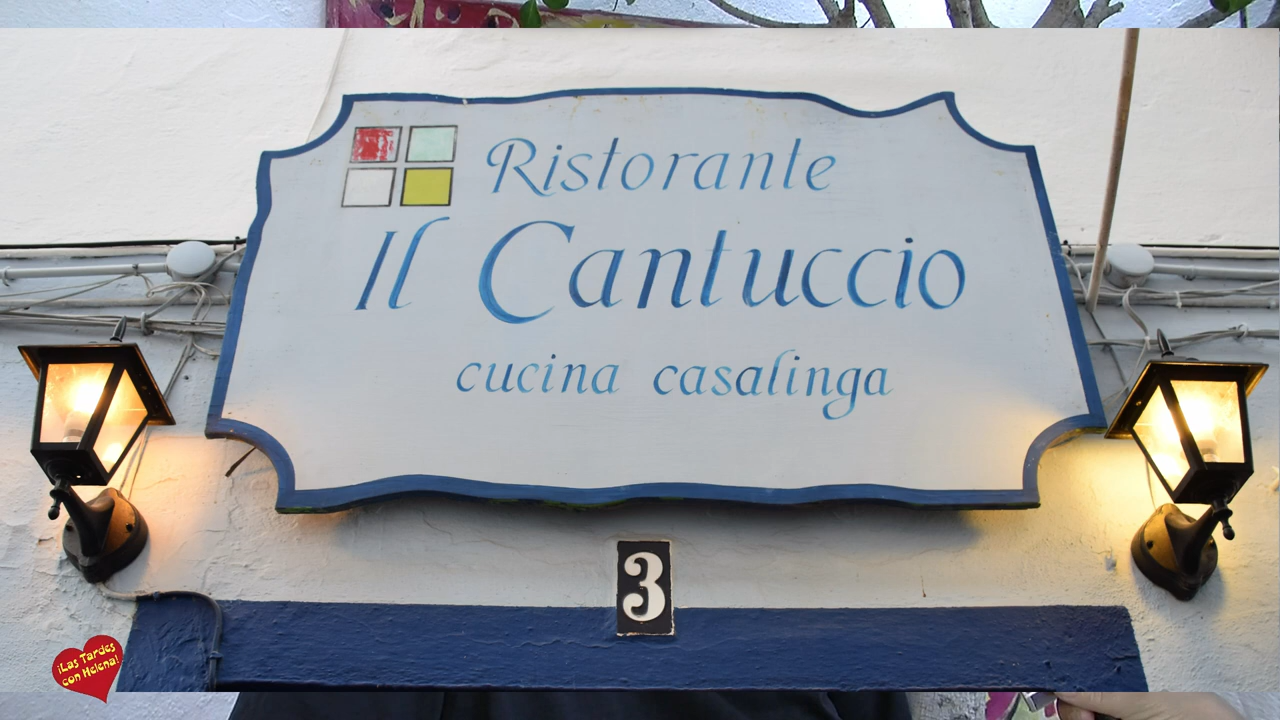 Ristorante
Il Cantuccio
cucina casalinga
3
¡Las Tardes
con Helena!